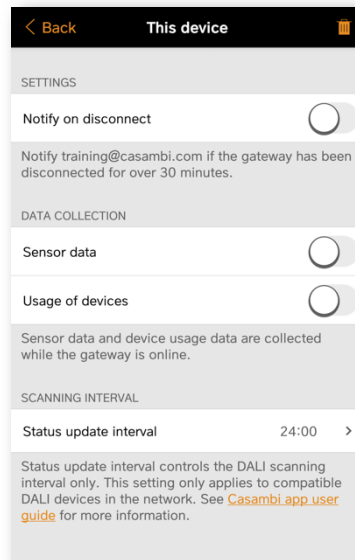 Back This device
SETTINGS
Notify on disconnect
Notify training@casambi.com if the gateway has been
disconnected for over 30 minutes.
DATA COLLECTION
Sensor data
Usage of devices
Sensor data and device usage data are collected
while the gateway is online.
SCANNING INTERVAL
Status update interval 24:00
Status update interval controls the DALI scanning
interval only. This setting only applies to compatible
DALI devices in the network. See Casambi app user
guide for more information.